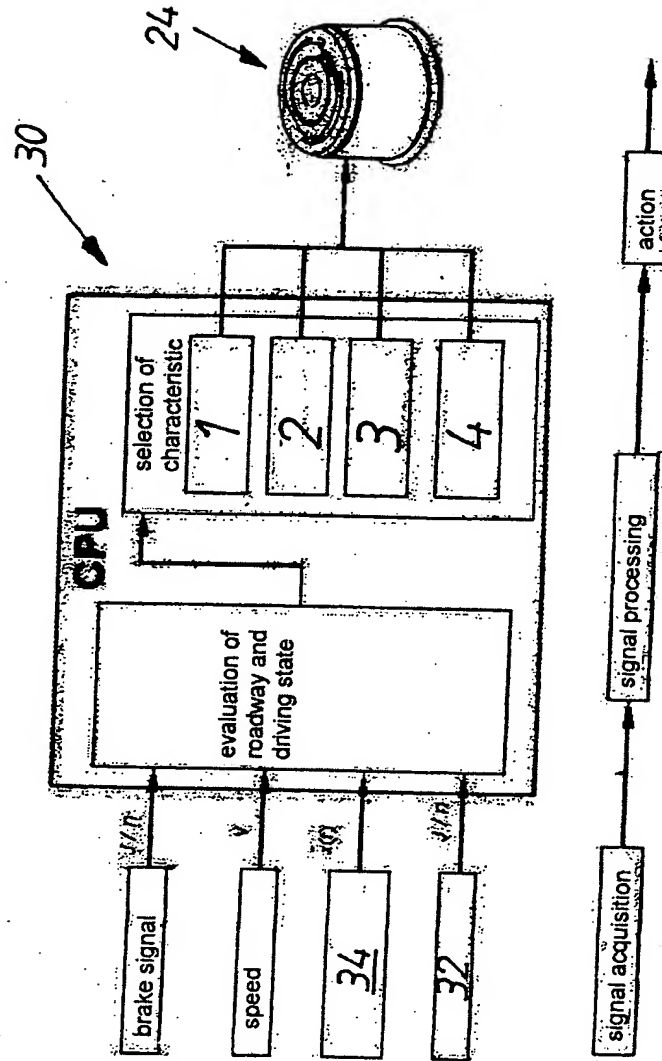 30
24
CPU
brake signal
speed
34
32
J/n
v
J/n
evaluation of
roadway and
driving state
selection of
characteristic
1
2
3
4
signal acquisition
signal processing
action